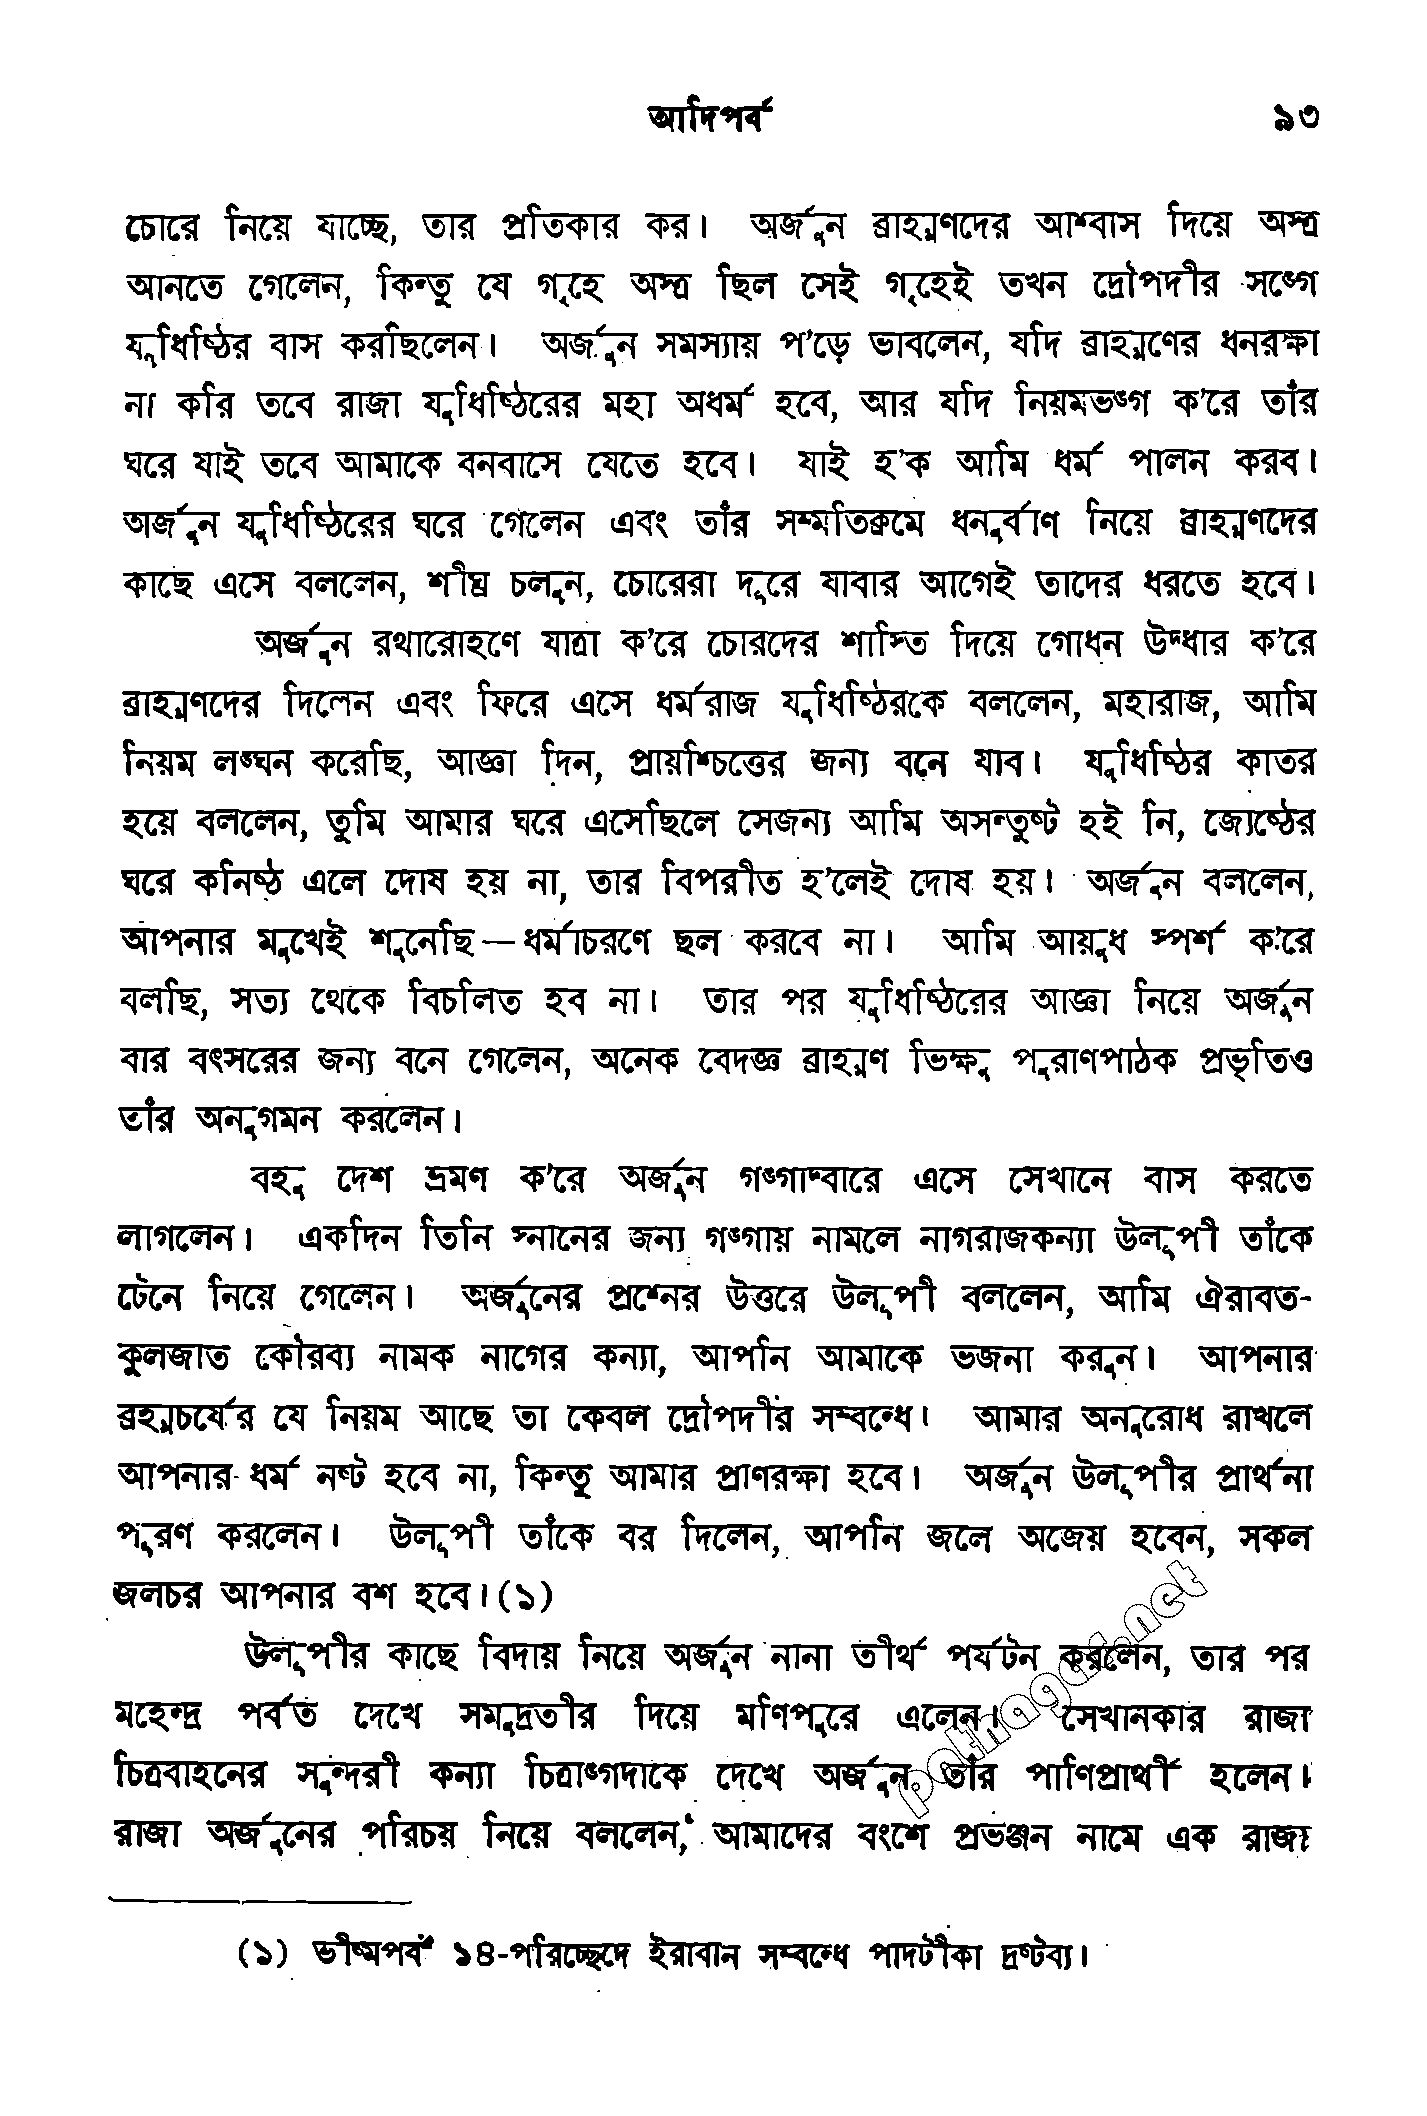 আদিপর্ব ৯৩
চোরে নিয়ে যাচ্ছে, তার প্রতিকার কর। অর্জুন ব্রাহ্মণদের আশ্বাস দিয়ে অস্ত্র
আনতে গেলেন, কিন্তু যে গৃহে অস্ত্র ছিল সেই গৃহেই তখন দ্রৌপদীর সঙ্গে
যুধিষ্ঠির বাস করছিলেন। অর্জুন সমস্যায় প'ড়ে ভাবলেন, যদি ব্রাহ্মণের ধনরক্ষা
না করি তবে রাজা যুধিষ্ঠিরের মহা অধর্ম হবে, আর যদি নিয়মভঙ্গ ক'রে তাঁর
ঘরে যাই তবে আমাকে বনবাসে যেতে হবে। যাই হ'ক আমি ধর্ম পালন করব।
অর্জুন যুধিষ্ঠিরের ঘরে গেলেন এবং তাঁর সম্মতিক্রমে ধনুর্বাণ নিয়ে ব্রাহ্মণদের
কাছে এসে বললেন, শীঘ্র চলুন, চোরেরা দূরে যাবার আগেই তাদের ধরতে হবে।
অর্জুন রথারোহণে যাত্রা ক'রে চোরদের শাস্তি দিয়ে গোধন উদ্ধার ক'রে
ব্রাহ্মণদের দিলেন এবং ফিরে এসে ধর্মরাজ যুধিষ্ঠিরকে বললেন, মহারাজ, আমি
নিয়ম লঙ্ঘন করেছি, আজ্ঞা দিন, প্রায়শ্চিত্তের জন্য বনে যাব। যুধিষ্ঠির কাতর
হয়ে বললেন, তুমি আমার ঘরে এসেছিলে সেজন্য আমি অসন্তুষ্ট হই নি, জ্যেষ্ঠের
ঘরে কনিষ্ঠ এলে দোষ হয় না, তার বিপরীত হ'লেই দোষ হয়। অর্জুন বললেন,
আপনার মুখেই শুনেছি—ধর্মাচরণে ছল করবে না। আমি আয়ুধ স্পর্শ ক'রে
বলছি, সত্য থেকে বিচলিত হব না। তার পর যুধিষ্ঠিরের আজ্ঞা নিয়ে অর্জুন
বার বৎসরের জন্য বনে গেলেন, অনেক বেদজ্ঞ ব্রাহ্মণ ভিক্ষু পুরাণপাঠক প্রভৃতিও
তাঁর অনুগমন করলেন।
বহু দেশ ভ্রমণ ক'রে অর্জুন গঙ্গাদ্বারে এসে সেখানে বাস করতে
লাগলেন। একদিন তিনি স্নানের জন্য গঙ্গায় নামলে নাগরাজকন্যা উলূপী তাঁকে
টেনে নিয়ে গেলেন। অর্জুনের প্রশ্নের উত্তরে উলূপী বললেন, আমি ঐরাবত-
কুলজাত কৌরব্য নামক নাগের কন্যা, আপনি আমাকে ভজনা করুন। আপনার
ব্রহ্মচর্যের যে নিয়ম আছে তা কেবল দ্রৌপদীর সম্বন্ধে। আমার অনুরোধ রাখলে
আপনার ধর্ম নষ্ট হবে না, কিন্তু আমার প্রাণরক্ষা হবে। অর্জুন উলূপীর প্রার্থনা
পূরণ করলেন। উলূপী তাঁকে বর দিলেন, আপনি জলে অজেয় হবেন, সকল
জলচর আপনার বশ হবে।(১)
উলূপীর কাছে বিদায় নিয়ে অর্জুন নানা তীর্থ পর্যটন করলেন, তার পর
মহেন্দ্র পর্বত দেখে সমুদ্রতীর দিয়ে মণিপুরে এলেন। সেখানকার রাজা
চিত্রবাহনের সুন্দরী কন্যা চিত্রাঙ্গদাকে দেখে অর্জুন তাঁর পাণিপ্রার্থী হলেন।
রাজা অর্জুনের পরিচয় নিয়ে বললেন, আমাদের বংশে প্রভঞ্জন নামে এক রাজা
(১) ভীষ্মপর্ব ১৪-পরিচ্ছেদে ইরাবান সম্বন্ধে পাদটীকা দ্রষ্টব্য।
pathagar.net